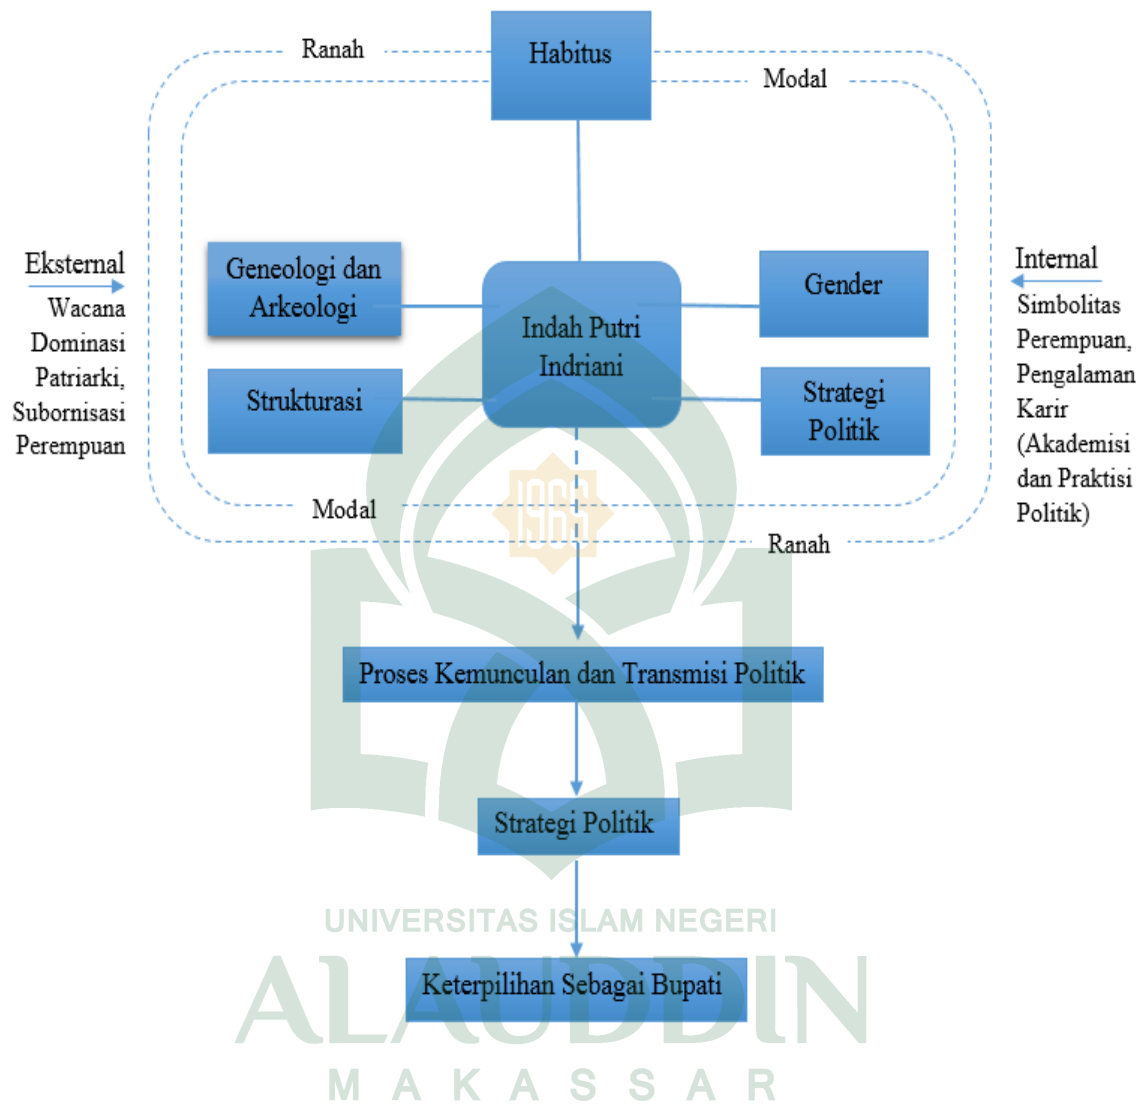 Habitus
Ranah
Modal
Eksternal
Wacana
Dominasi
Patriarki,
Subornisasi
Perempuan
Geneologi dan
Arkeologi
Strukturasi
Indah Putri
Indriani
Gender
Strategi
Politik
Internal
Simbolitas
Perempuan,
Pengalaman
Karir
(Akademisi
dan Praktisi
Politik)
1965
Modal
Ranah
Proses Kemunculan dan Transmisi Politik
Strategi Politik
UNIVERSITAS ISLAM NEGERI
Keterpilihan Sebagai Bupati
ALAUDDIN
MAKASSAR